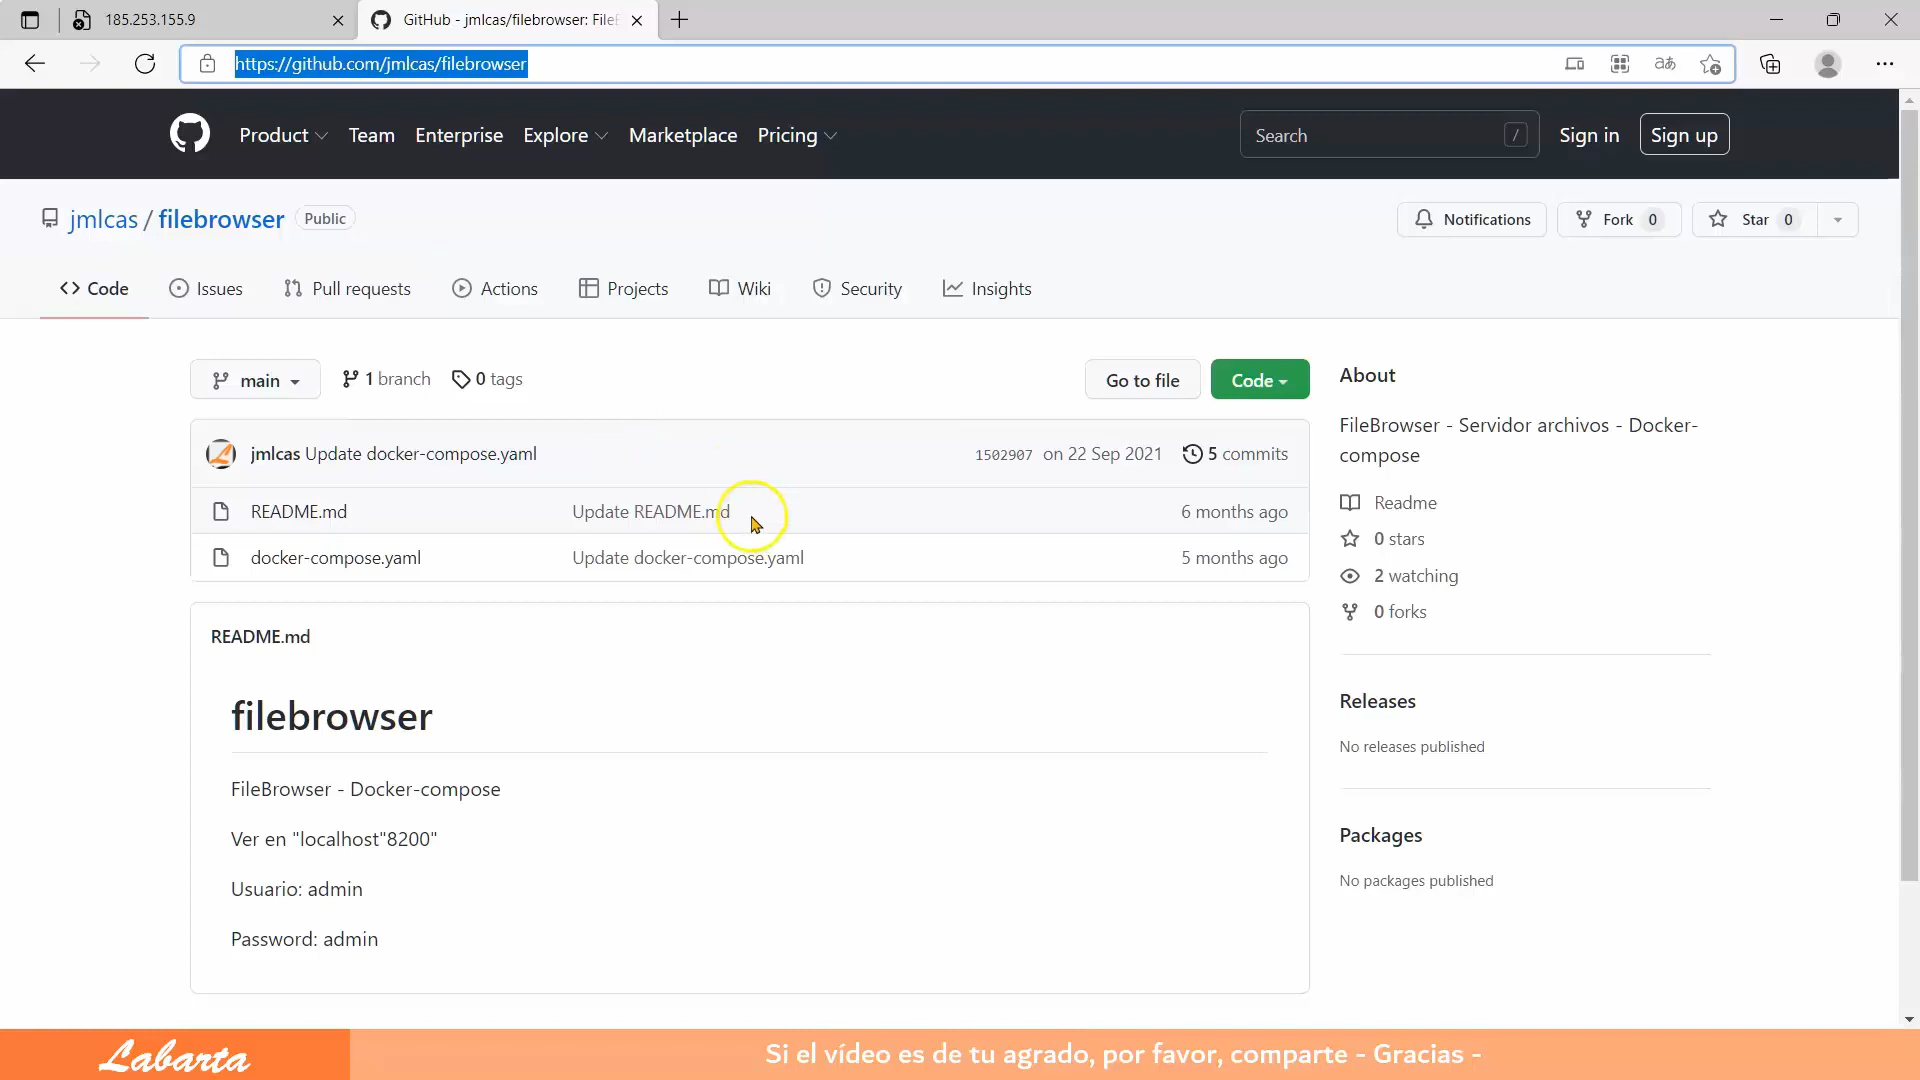 185.253.155.9
GitHub - jmlcas/filebrowser: FileB
https://github.com/jmlcas/filebrowser
Product Team Enterprise Explore Marketplace Pricing
Search /
Sign in Sign up
jmlcas / filebrowser Public
Notifications Fork 0 Star 0
Code Issues Pull requests Actions Projects Wiki Security Insights
main 1 branch 0 tags
Go to file Code
jmlcas Update docker-compose.yaml 1502907 on 22 Sep 2021 5 commits
README.md Update README.md 6 months ago
docker-compose.yaml Update docker-compose.yaml 5 months ago
README.md
filebrowser
FileBrowser - Docker-compose
Ver en "localhost"8200"
Usuario: admin
Password: admin
About
FileBrowser - Servidor archivos - Docker-
compose
Readme
0 stars
2 watching
0 forks
Releases
No releases published
Packages
No packages published
Labarta
Si el vídeo es de tu agrado, por favor, comparte - Gracias -